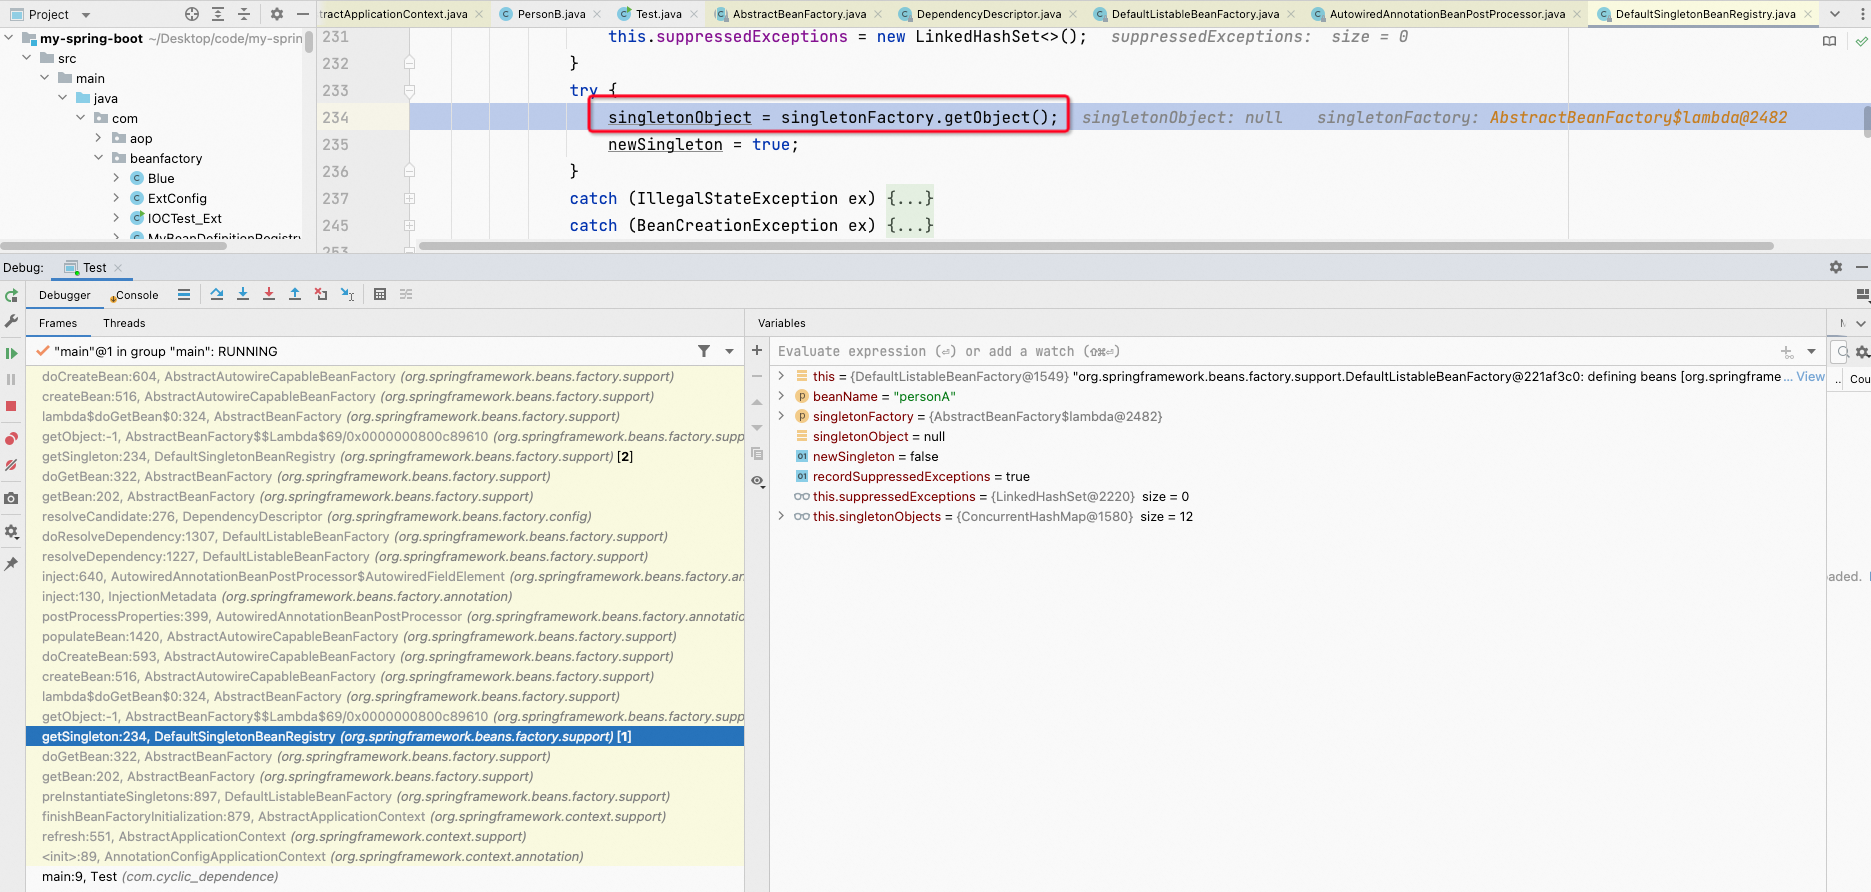 Project
ractApplicationContext.java
PersonB.java
Test.java
AbstractBeanFactory.java
DependencyDescriptor.java
DefaultListableBeanFactory.java
AutowiredAnnotationBeanPostProcessor.java
DefaultSingletonBeanRegistry.java
my-spring-boot ~/Desktop/code/my-sprin
src
main
java
com
aop
beanfactory
Blue
ExtConfig
IOCTest_Ext
MyBeanDefinitionRegistr
231 this.suppressedExceptions = new LinkedHashSet<>(); suppressedExceptions: size = 0
232 }
233 try {
234 singletonObject = singletonFactory.getObject(); singletonObject: null singletonFactory: AbstractBeanFactory$lambda@2482
235 newSingleton = true;
236 }
237 catch (IllegalStateException ex) {...}
245 catch (BeanCreationException ex) {...}
253
Debug: Test
Debugger Console
Frames Threads
"main"@1 in group "main": RUNNING
doCreateBean:604, AbstractAutowireCapableBeanFactory (org.springframework.beans.factory.support)
createBean:516, AbstractAutowireCapableBeanFactory (org.springframework.beans.factory.support)
lambda$doGetBean$0:324, AbstractBeanFactory (org.springframework.beans.factory.support)
getObject:-1, AbstractBeanFactory$$Lambda$69/0x0000000800c89610 (org.springframework.beans.factory.supp
getSingleton:234, DefaultSingletonBeanRegistry (org.springframework.beans.factory.support) [2]
doGetBean:322, AbstractBeanFactory (org.springframework.beans.factory.support)
getBean:202, AbstractBeanFactory (org.springframework.beans.factory.support)
resolveCandidate:276, DependencyDescriptor (org.springframework.beans.factory.config)
doResolveDependency:1307, DefaultListableBeanFactory (org.springframework.beans.factory.support)
resolveDependency:1227, DefaultListableBeanFactory (org.springframework.beans.factory.support)
inject:640, AutowiredAnnotationBeanPostProcessor$AutowiredFieldElement (org.springframework.beans.factory.an
inject:130, InjectionMetadata (org.springframework.beans.factory.annotation)
postProcessProperties:399, AutowiredAnnotationBeanPostProcessor (org.springframework.beans.factory.annotatio
populateBean:1420, AbstractAutowireCapableBeanFactory (org.springframework.beans.factory.support)
doCreateBean:593, AbstractAutowireCapableBeanFactory (org.springframework.beans.factory.support)
createBean:516, AbstractAutowireCapableBeanFactory (org.springframework.beans.factory.support)
lambda$doGetBean$0:324, AbstractBeanFactory (org.springframework.beans.factory.support)
getObject:-1, AbstractBeanFactory$$Lambda$69/0x0000000800c89610 (org.springframework.beans.factory.supp
getSingleton:234, DefaultSingletonBeanRegistry (org.springframework.beans.factory.support) [1]
doGetBean:322, AbstractBeanFactory (org.springframework.beans.factory.support)
getBean:202, AbstractBeanFactory (org.springframework.beans.factory.support)
preInstantiateSingletons:897, DefaultListableBeanFactory (org.springframework.beans.factory.support)
finishBeanFactoryInitialization:879, AbstractApplicationContext (org.springframework.context.support)
refresh:551, AbstractApplicationContext (org.springframework.context.support)
<init>:89, AnnotationConfigApplicationContext (org.springframework.context.annotation)
main:9, Test (com.cyclic_dependence)
Variables
Evaluate expression (⏎) or add a watch (⇧⌘⏎)
this = {DefaultListableBeanFactory@1549} "org.springframework.beans.factory.support.DefaultListableBeanFactory@221af3c0: defining beans [org.springframe ... View
beanName = "personA"
singletonFactory = {AbstractBeanFactory$lambda@2482}
singletonObject = null
newSingleton = false
recordSuppressedExceptions = true
this.suppressedExceptions = {LinkedHashSet@2220} size = 0
this.singletonObjects = {ConcurrentHashMap@1580} size = 12
.. Cou
aded.